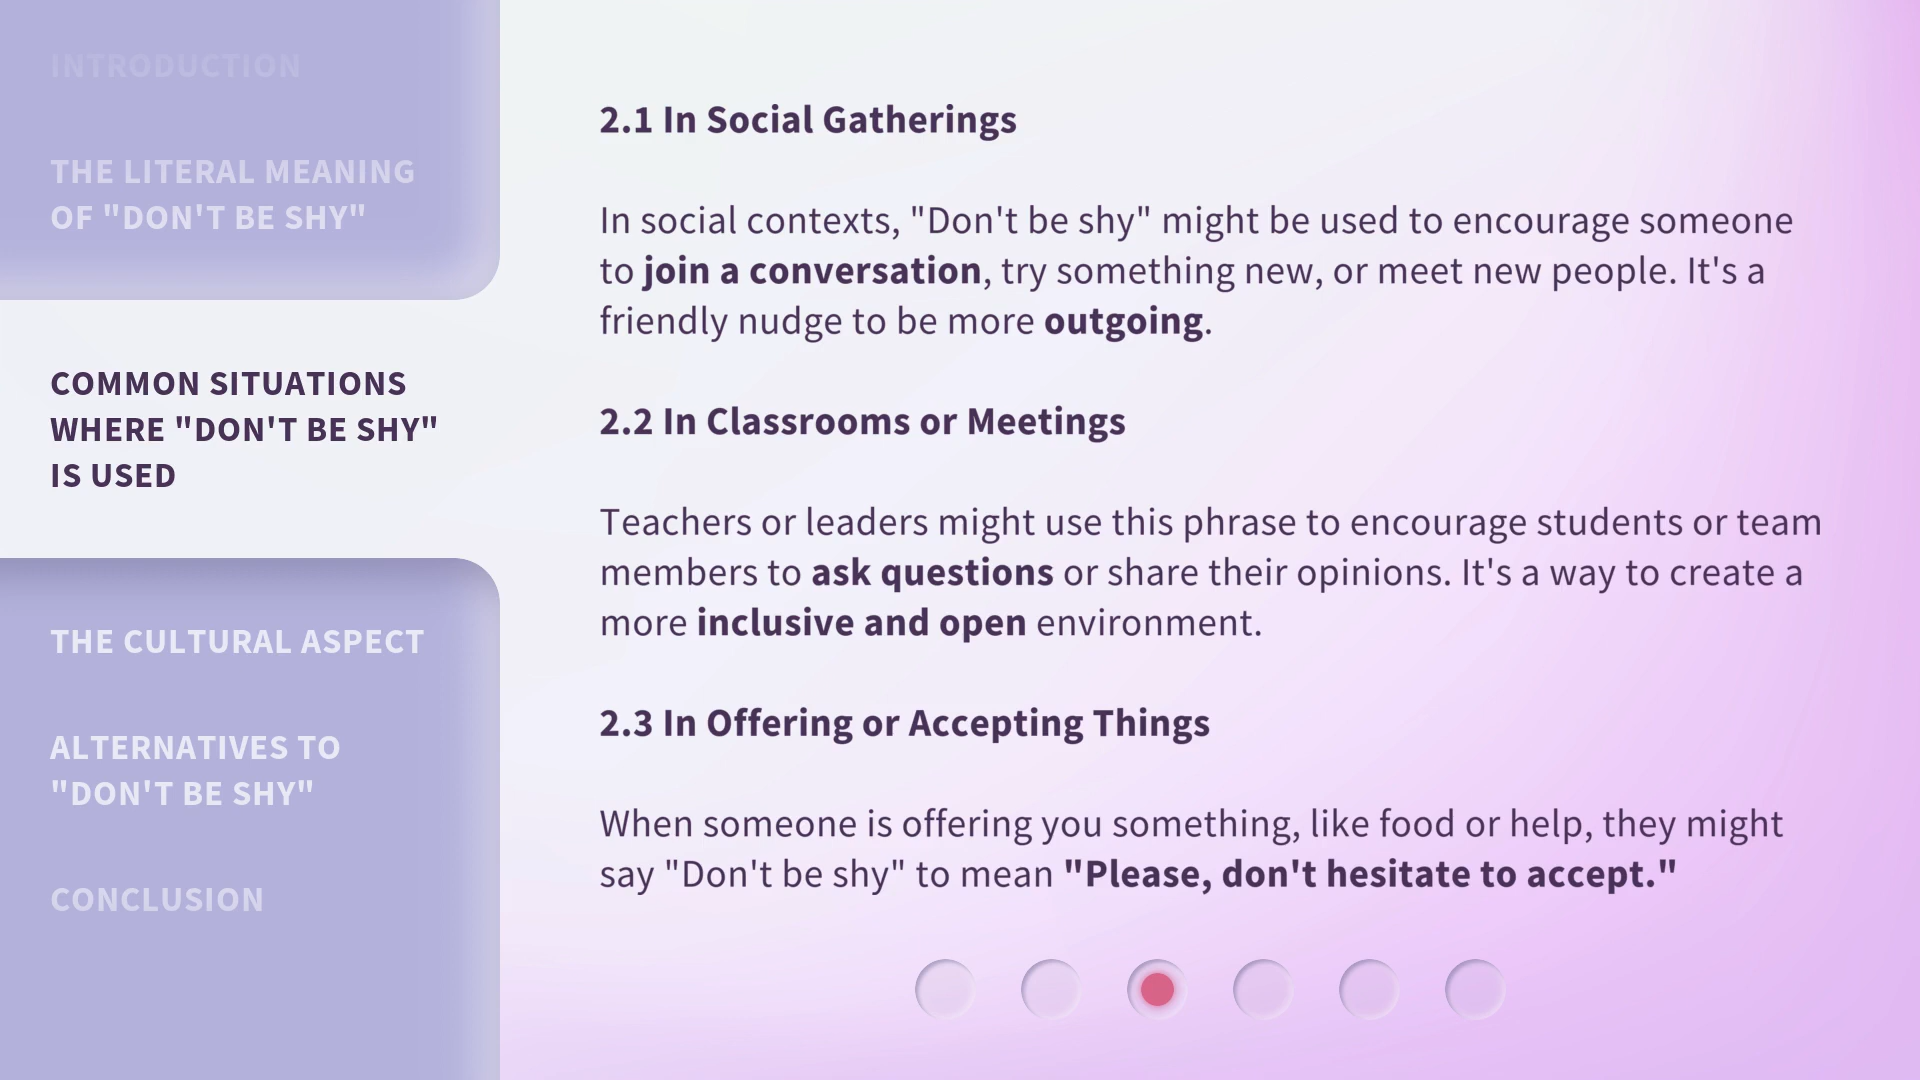 INTRODUCTION
THE LITERAL MEANING
OF "DON'T BE SHY"
COMMON SITUATIONS
WHERE "DON'T BE SHY"
IS USED
THE CULTURAL ASPECT
ALTERNATIVES TO
"DON'T BE SHY"
CONCLUSION
2.1 In Social Gatherings
In social contexts, "Don't be shy" might be used to encourage someone
to join a conversation, try something new, or meet new people. It's a
friendly nudge to be more outgoing.
2.2 In Classrooms or Meetings
Teachers or leaders might use this phrase to encourage students or team
members to ask questions or share their opinions. It's a way to create a
more inclusive and open environment.
2.3 In Offering or Accepting Things
When someone is offering you something, like food or help, they might
say "Don't be shy" to mean "Please, don't hesitate to accept."